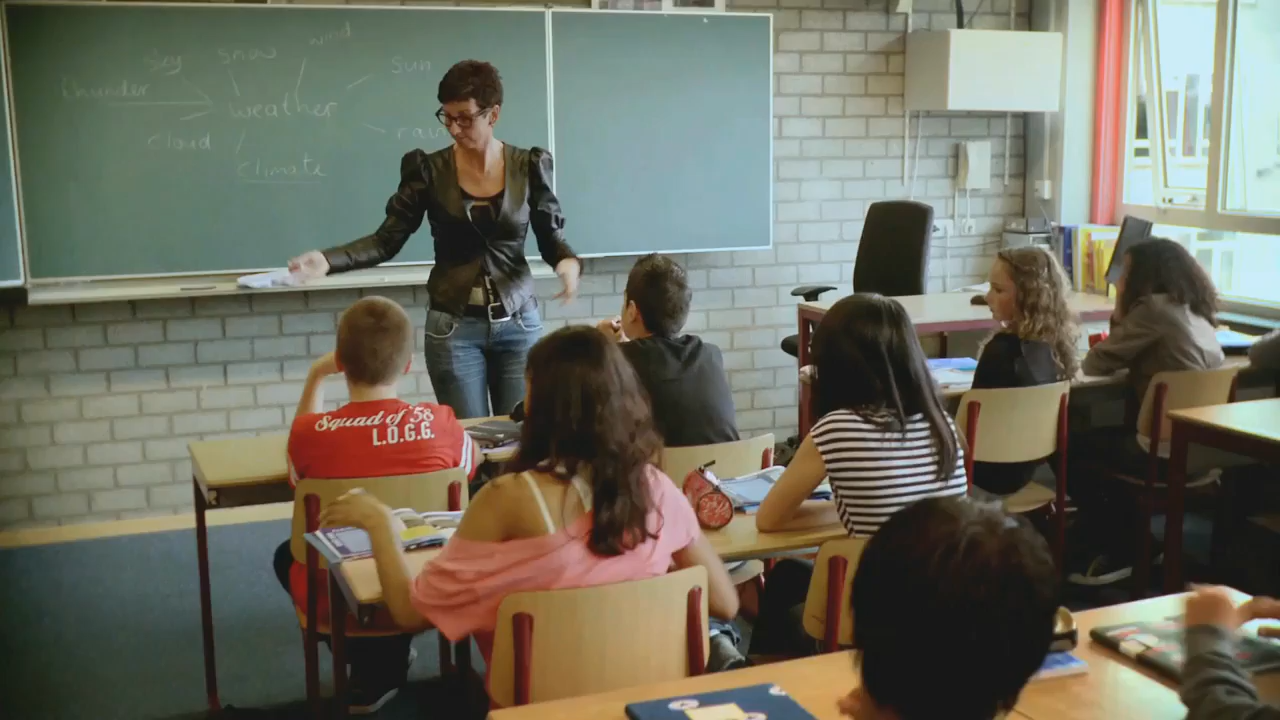 wind
sky snow sun
thunder weather
cloud rain
climate
Squad of '58
L.O.G.G.